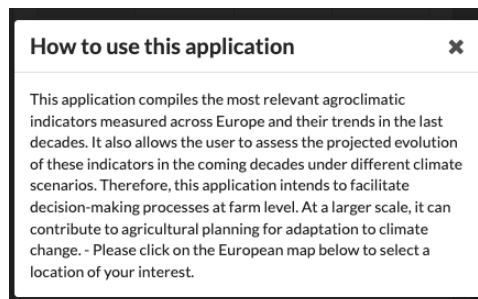 How to use this application
This application compiles the most relevant agroclimatic
indicators measured across Europe and their trends in the last
decades. It also allows the user to assess the projected evolution
of these indicators in the coming decades under different climate
scenarios. Therefore, this application intends to facilitate
decision-making processes at farm level. At a larger scale, it can
contribute to agricultural planning for adaptation to climate
change. - Please click on the European map below to select a
location of your interest.